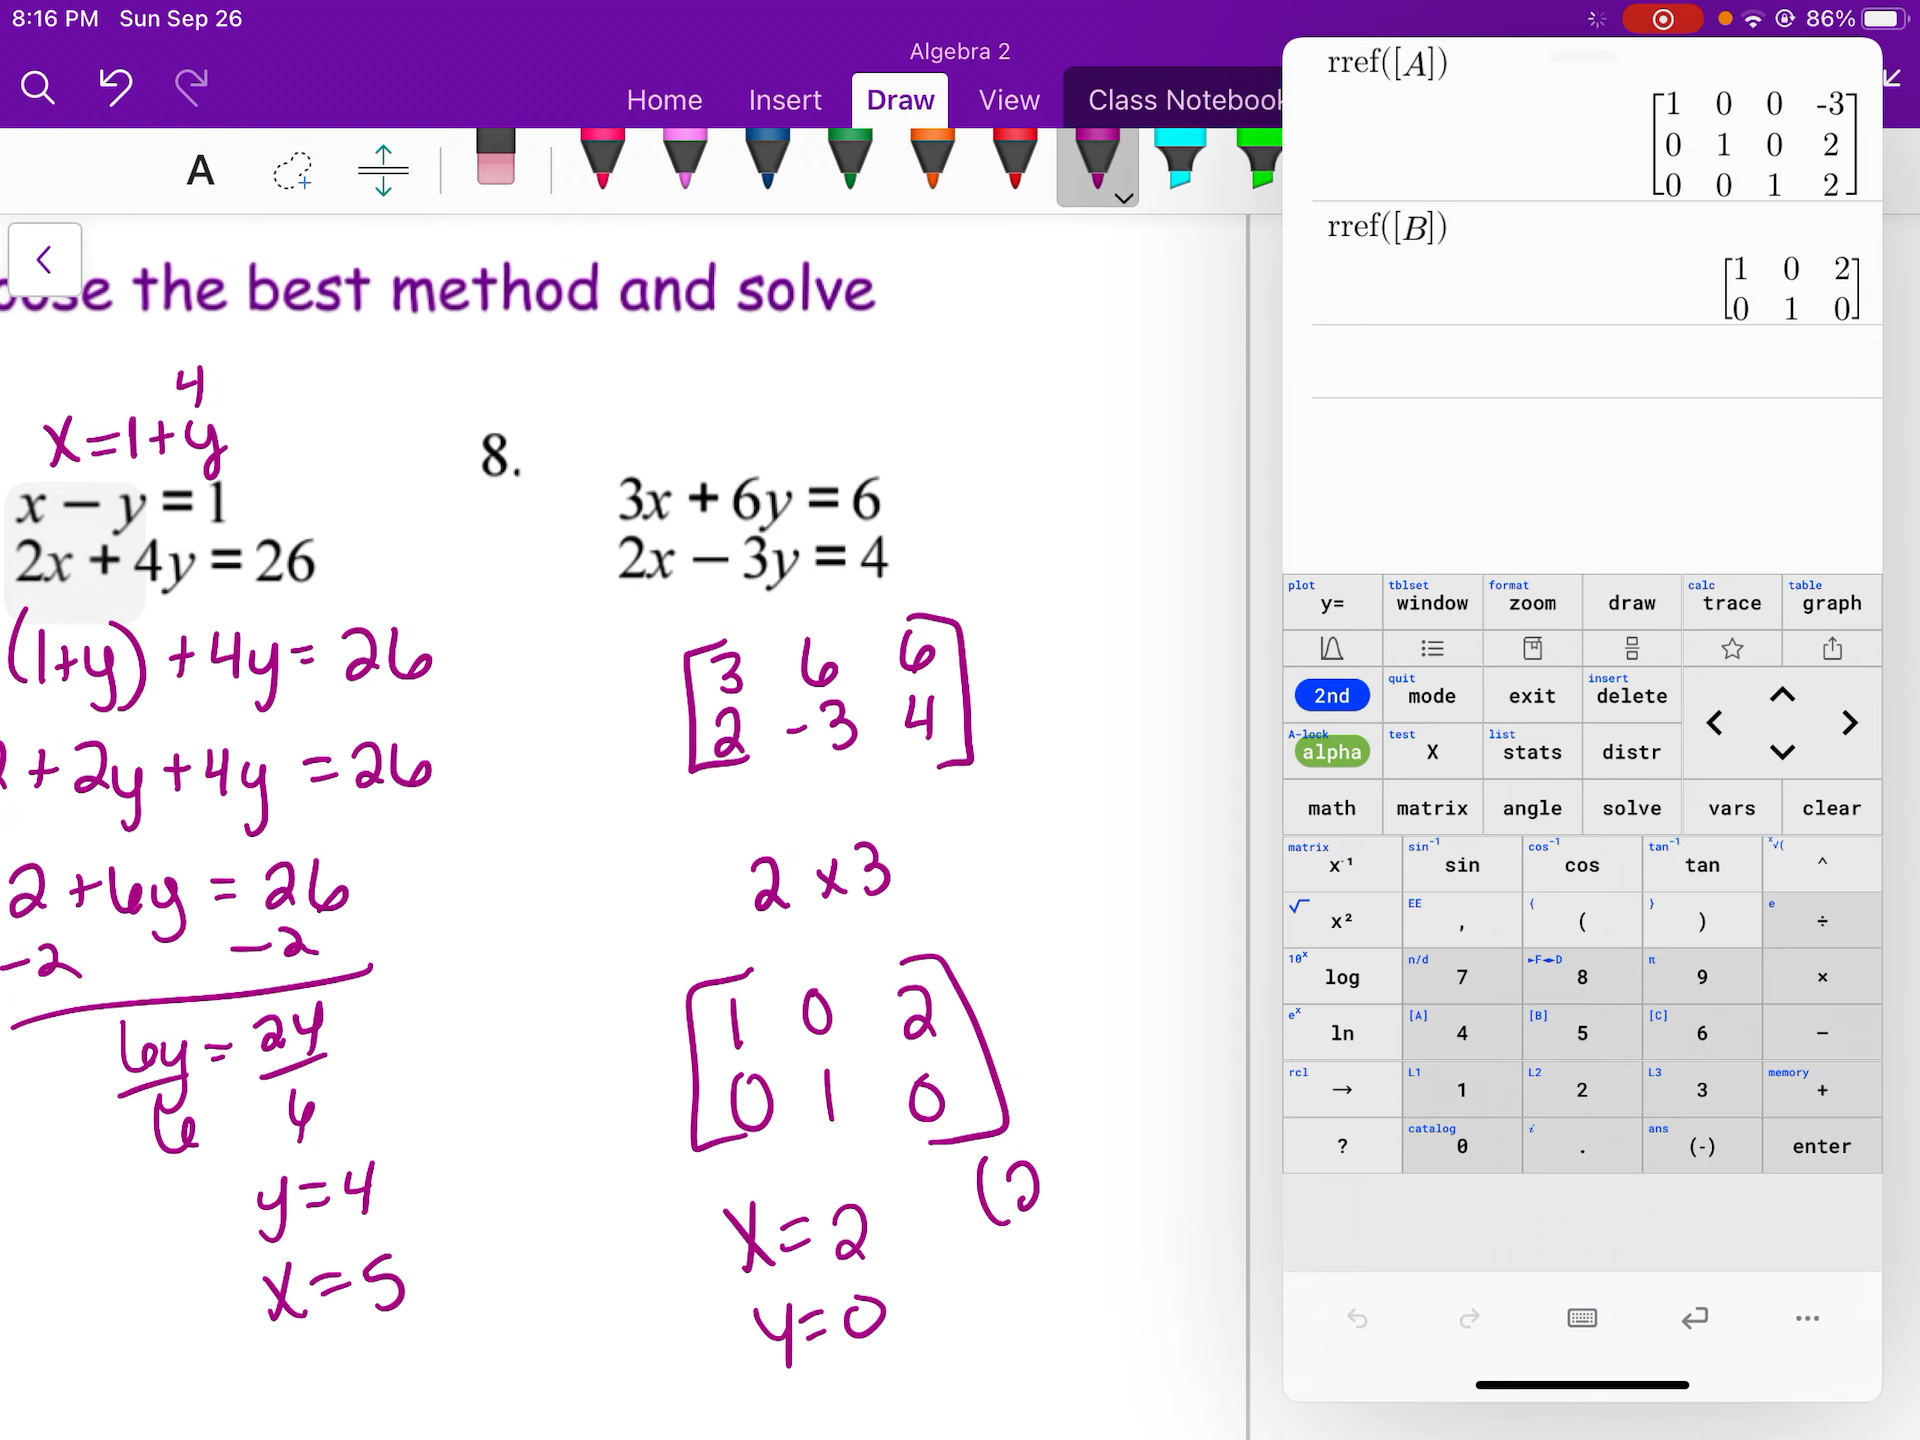 8:16 PM Sun Sep 26
86%
Algebra 2
Home Insert Draw View Class Notebook
A
the best method and solve
4
x=1+y
x − y = 1
2x + 4y = 26
(1+y) + 4y = 26
+ 2y + 4y = 26
2 + 6y = 26
-2 -2
6y = 24
6 6
y=4
x=5
8.
3x + 6y = 6
2x − 3y = 4
3 6 6
2 -3 4
2 x 3
1 0 2
0 1 0
(2
x=2
y=0
rref([A])
1 0 0 -3
0 1 0 2
0 0 1 2
rref([B])
1 0 2
0 1 0
plot tblset format calc table
y= window zoom draw trace graph
quit insert
2nd mode exit delete
A-lock test list
alpha X stats distr
math matrix angle solve vars clear
matrix sin⁻¹ cos⁻¹ tan⁻¹ ˣ√(
x⁻¹ sin cos tan ^
√ EE { } e
x² , ( ) ÷
10ˣ n/d ►F◄►D π
log 7 8 9 ×
eˣ [A] [B] [C]
ln 4 5 6 −
rcl L1 L2 L3 memory
→ 1 2 3 +
catalog i ans
? 0 . (-) enter